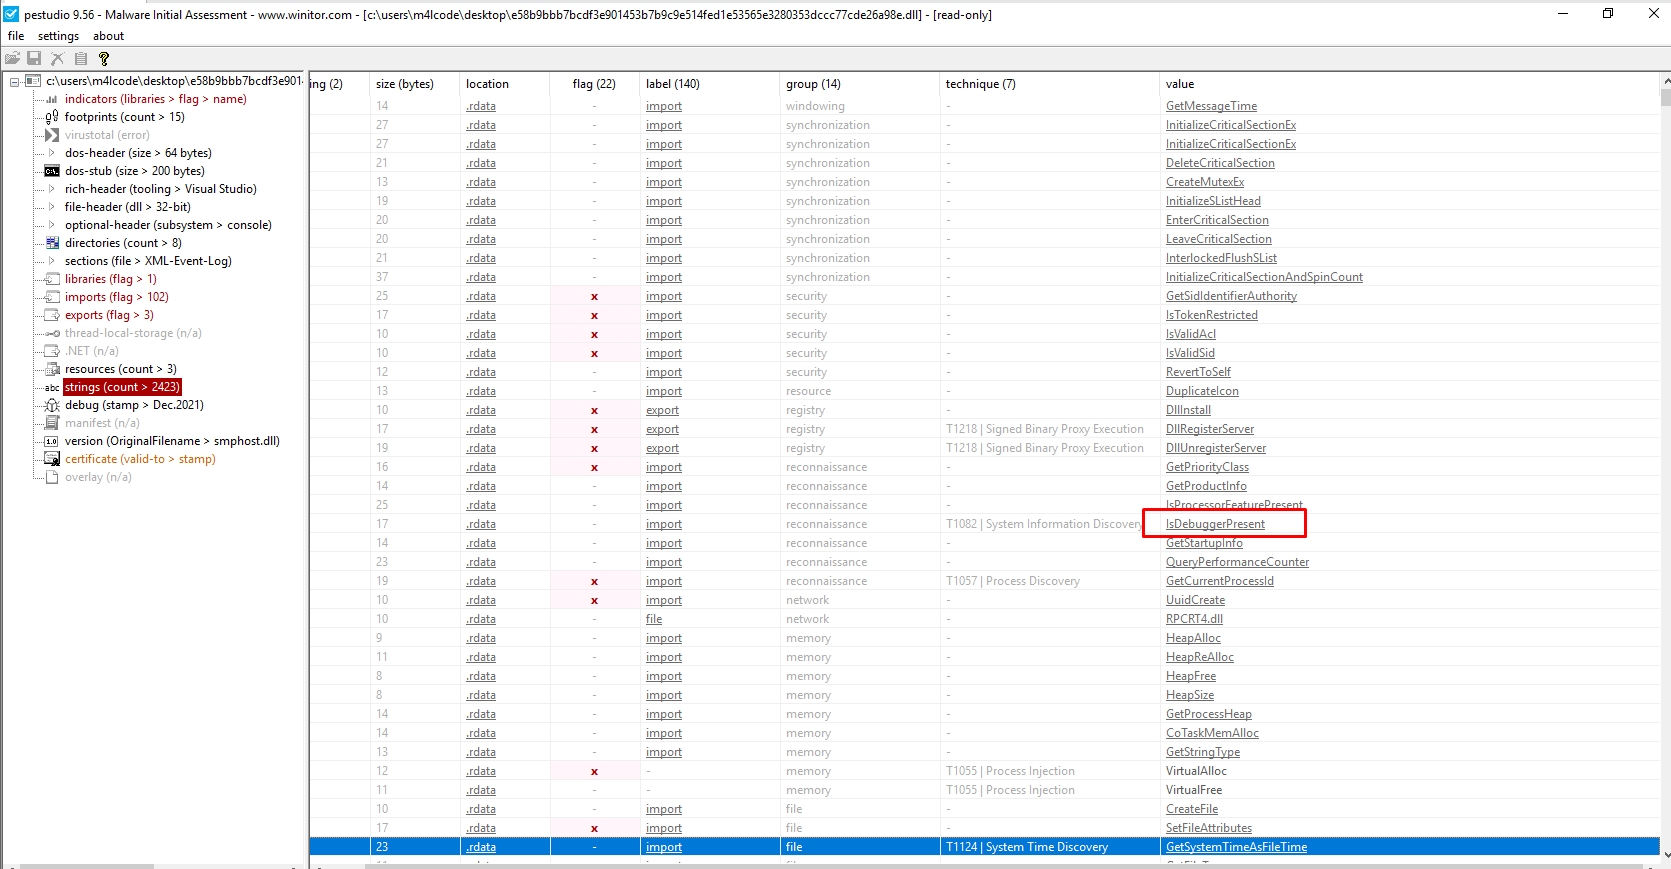 pestudio 9.56 - Malware Initial Assessment - www.winitor.com - [c:\users\m4lcode\desktop\e58b9bbb7bcdf3e901453b7b9c9e514fed1e53565e3280353dccc77cde26a98e.dll] - [read-only]
file settings about
c:\users\m4lcode\desktop\e58b9bbb7bcdf3e901
indicators (libraries > flag > name)
footprints (count > 15)
virustotal (error)
dos-header (size > 64 bytes)
dos-stub (size > 200 bytes)
rich-header (tooling > Visual Studio)
file-header (dll > 32-bit)
optional-header (subsystem > console)
directories (count > 8)
sections (file > XML-Event-Log)
libraries (flag > 1)
imports (flag > 102)
exports (flag > 3)
thread-local-storage (n/a)
.NET (n/a)
resources (count > 3)
abc strings (count > 2423)
debug (stamp > Dec.2021)
manifest (n/a)
1.0 version (OriginalFilename > smphost.dll)
certificate (valid-to > stamp)
overlay (n/a)
ing (2) size (bytes) location flag (22) label (140) group (14) technique (7) value
14 .rdata - import windowing - GetMessageTime
27 .rdata - import synchronization - InitializeCriticalSectionEx
27 .rdata - import synchronization - InitializeCriticalSectionEx
21 .rdata - import synchronization - DeleteCriticalSection
13 .rdata - import synchronization - CreateMutexEx
19 .rdata - import synchronization - InitializeSListHead
20 .rdata - import synchronization - EnterCriticalSection
20 .rdata - import synchronization - LeaveCriticalSection
21 .rdata - import synchronization - InterlockedFlushSList
37 .rdata - import synchronization - InitializeCriticalSectionAndSpinCount
25 .rdata x import security - GetSidIdentifierAuthority
17 .rdata x import security - IsTokenRestricted
10 .rdata x import security - IsValidAcl
10 .rdata x import security - IsValidSid
12 .rdata - import security - RevertToSelf
13 .rdata - import resource - DuplicateIcon
10 .rdata x export registry - DllInstall
17 .rdata x export registry T1218 | Signed Binary Proxy Execution DllRegisterServer
19 .rdata x export registry T1218 | Signed Binary Proxy Execution DllUnregisterServer
16 .rdata x import reconnaissance - GetPriorityClass
14 .rdata - import reconnaissance - GetProductInfo
25 .rdata - import reconnaissance - IsProcessorFeaturePresent
17 .rdata - import reconnaissance T1082 | System Information Discovery IsDebuggerPresent
14 .rdata - import reconnaissance - GetStartupInfo
23 .rdata - import reconnaissance - QueryPerformanceCounter
19 .rdata x import reconnaissance T1057 | Process Discovery GetCurrentProcessId
10 .rdata x import network - UuidCreate
10 .rdata - file network - RPCRT4.dll
9 .rdata - import memory - HeapAlloc
11 .rdata - import memory - HeapReAlloc
8 .rdata - import memory - HeapFree
8 .rdata - import memory - HeapSize
14 .rdata - import memory - GetProcessHeap
14 .rdata - import memory - CoTaskMemAlloc
13 .rdata - import memory - GetStringType
12 .rdata x - memory T1055 | Process Injection VirtualAlloc
11 .rdata - - memory T1055 | Process Injection VirtualFree
10 .rdata - import file - CreateFile
17 .rdata x import file - SetFileAttributes
23 .rdata - import file T1124 | System Time Discovery GetSystemTimeAsFileTime